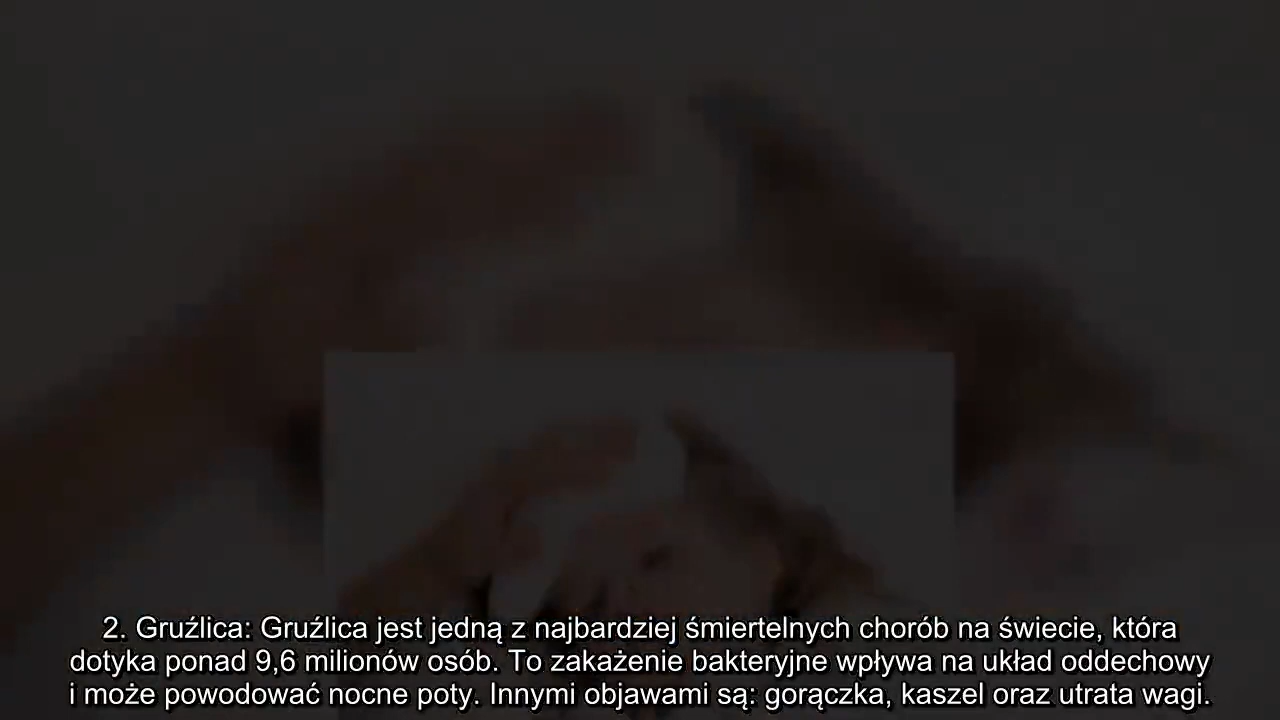 2. Gruźlica: Gruźlica jest jedną z najbardziej śmiertelnych chorób na świecie, która
dotyka ponad 9,6 milionów osób. To zakażenie bakteryjne wpływa na układ oddechowy
i może powodować nocne poty. Innymi objawami są: gorączka, kaszel oraz utrata wagi.